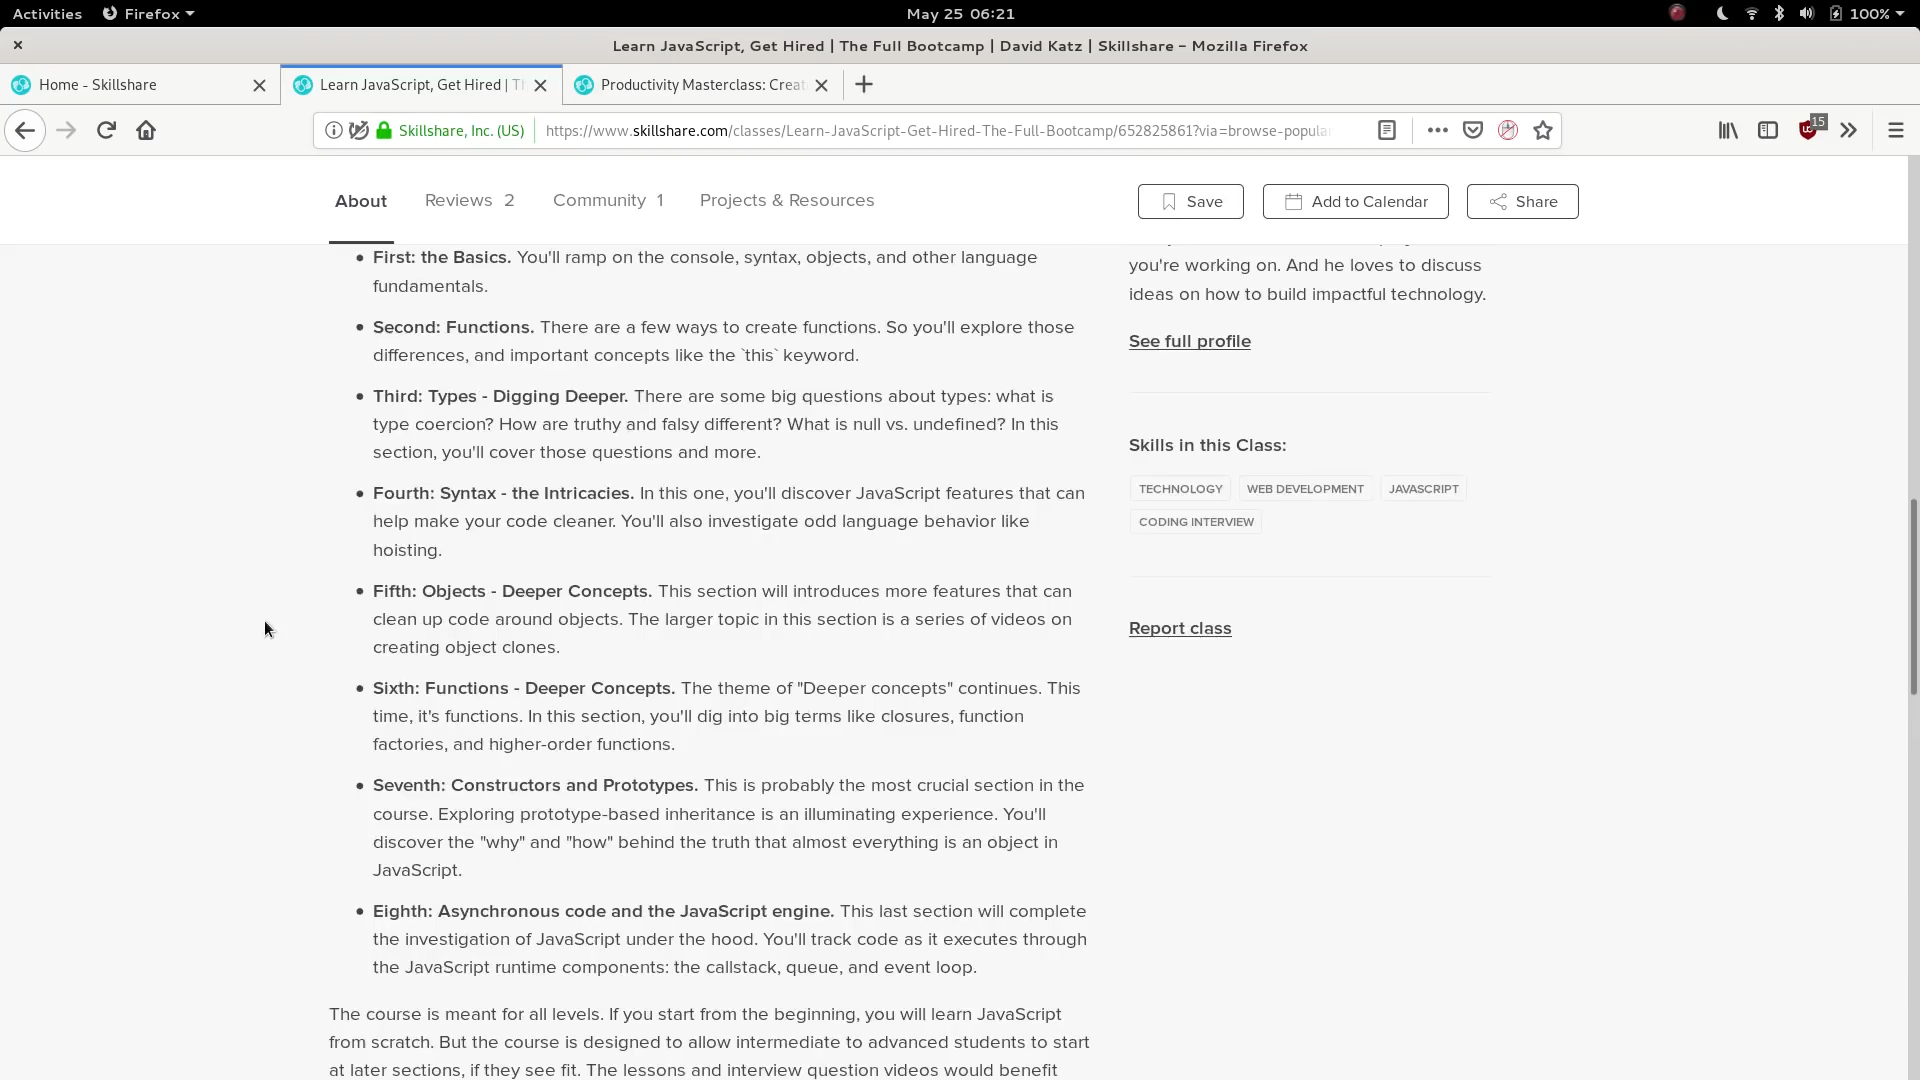 Activities Firefox May 25 06:21 100%
Learn JavaScript, Get Hired | The Full Bootcamp | David Katz | Skillshare – Mozilla Firefox
Home - Skillshare
Learn JavaScript, Get Hired | Th
Productivity Masterclass: Creat
Skillshare, Inc. (US) https://www.skillshare.com/classes/Learn-JavaScript-Get-Hired-The-Full-Bootcamp/652825861?via=browse-popular 15
About Reviews 2 Community 1 Projects & Resources Save Add to Calendar Share
First: the Basics. You'll ramp on the console, syntax, objects, and other language
fundamentals.
Second: Functions. There are a few ways to create functions. So you'll explore those
differences, and important concepts like the `this` keyword.
Third: Types - Digging Deeper. There are some big questions about types: what is
type coercion? How are truthy and falsy different? What is null vs. undefined? In this
section, you'll cover those questions and more.
Fourth: Syntax - the Intricacies. In this one, you'll discover JavaScript features that can
help make your code cleaner. You'll also investigate odd language behavior like
hoisting.
Fifth: Objects - Deeper Concepts. This section will introduces more features that can
clean up code around objects. The larger topic in this section is a series of videos on
creating object clones.
Sixth: Functions - Deeper Concepts. The theme of "Deeper concepts" continues. This
time, it's functions. In this section, you'll dig into big terms like closures, function
factories, and higher-order functions.
Seventh: Constructors and Prototypes. This is probably the most crucial section in the
course. Exploring prototype-based inheritance is an illuminating experience. You'll
discover the "why" and "how" behind the truth that almost everything is an object in
JavaScript.
Eighth: Asynchronous code and the JavaScript engine. This last section will complete
the investigation of JavaScript under the hood. You'll track code as it executes through
the JavaScript runtime components: the callstack, queue, and event loop.
The course is meant for all levels. If you start from the beginning, you will learn JavaScript
from scratch. But the course is designed to allow intermediate to advanced students to start
at later sections, if they see fit. The lessons and interview question videos would benefit
you're working on. And he loves to discuss
ideas on how to build impactful technology.
See full profile
Skills in this Class:
TECHNOLOGY WEB DEVELOPMENT JAVASCRIPT
CODING INTERVIEW
Report class